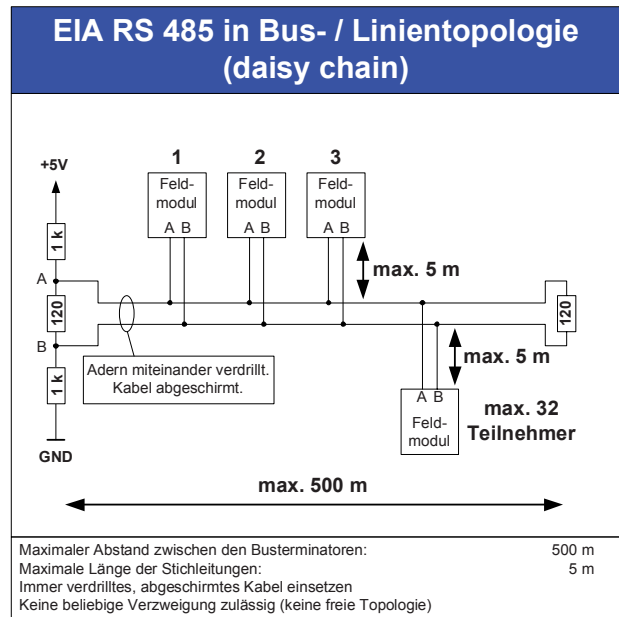 EIA RS 485 in Bus- / Linientopologie
(daisy chain)
+5V
1
2
3
Feld-
modul
A B
Feld-
modul
A B
Feld-
modul
A B
1 k
A
120
B
1 k
GND
max. 5 m
120
Adern miteinander verdrillt.
Kabel abgeschirmt.
max. 5 m
A B
Feld-
modul
max. 32
Teilnehmer
max. 500 m
Maximaler Abstand zwischen den Busterminatoren: 500 m
Maximale Länge der Stichleitungen: 5 m
Immer verdrilltes, abgeschirmtes Kabel einsetzen
Keine beliebige Verzweigung zulässig (keine freie Topologie)